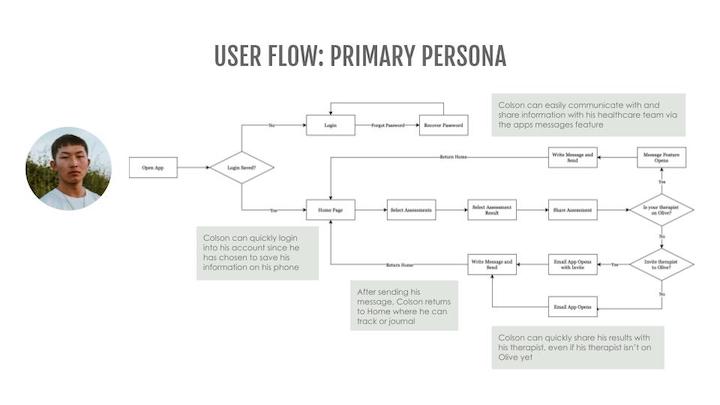 USER FLOW: PRIMARY PERSONA
Colson can easily communicate with and
share information with his healthcare team via
the apps messages feature
No
Login
Forgot Password
Recover Password
Open App
Login Saved?
Return Home
Write Message and
Send
Message Feature
Opens
Yes
Yes
Home Page
Select Assessments
Select Assessment
Result
Share Assessment
Is your therapist
on Olive?
No
Colson can quickly login
into his account since he
has chosen to save his
information on his phone
Return Home
Write Message and
Send
Email App Opens
with Invite
Yes
Invite therapist
to Olive?
No
After sending his
message, Colson returns
to Home where he can
track or journal
Email App Opens
Colson can quickly share his results with
his therapist, even if his therapist isn't on
Olive yet